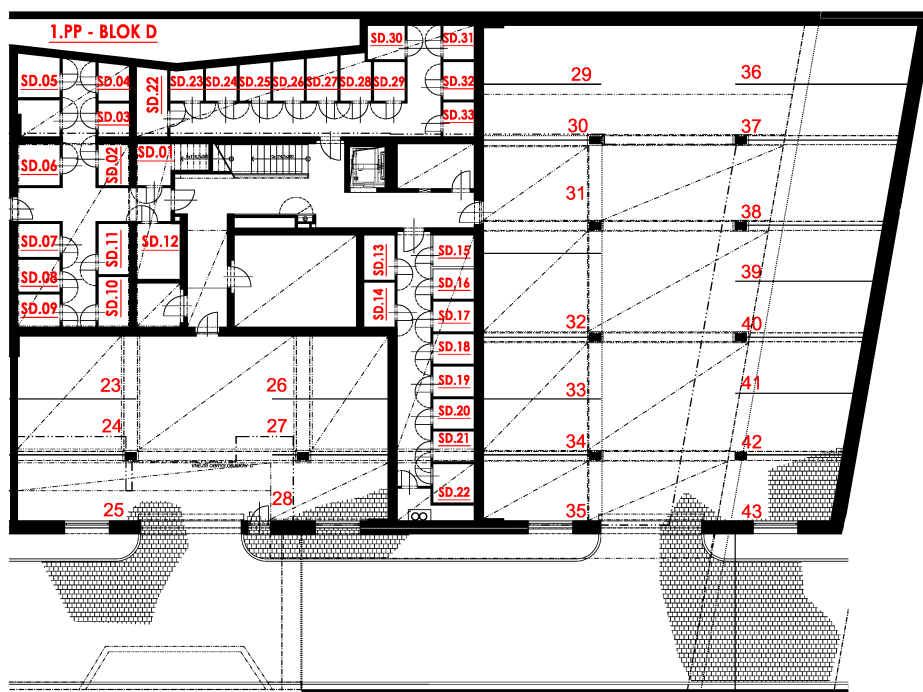 1.PP - BLOK D
SD.30
SD.31
SD.05
SD.04
SD.22
SD.23
SD.24
SD.25
SD.26
SD.27
SD.28
SD.29
SD.32
SD.03
SD.33
29
36
30
37
SD.06
SD.02
SD.01
31
38
SD.07
SD.11
SD.12
SD.13
SD.15
SD.08
SD.16
39
SD.09
SD.10
SD.14
SD.17
32
40
SD.18
23
26
SD.19
33
41
24
27
SD.20
SD.21
34
42
SD.22
25
28
35
43